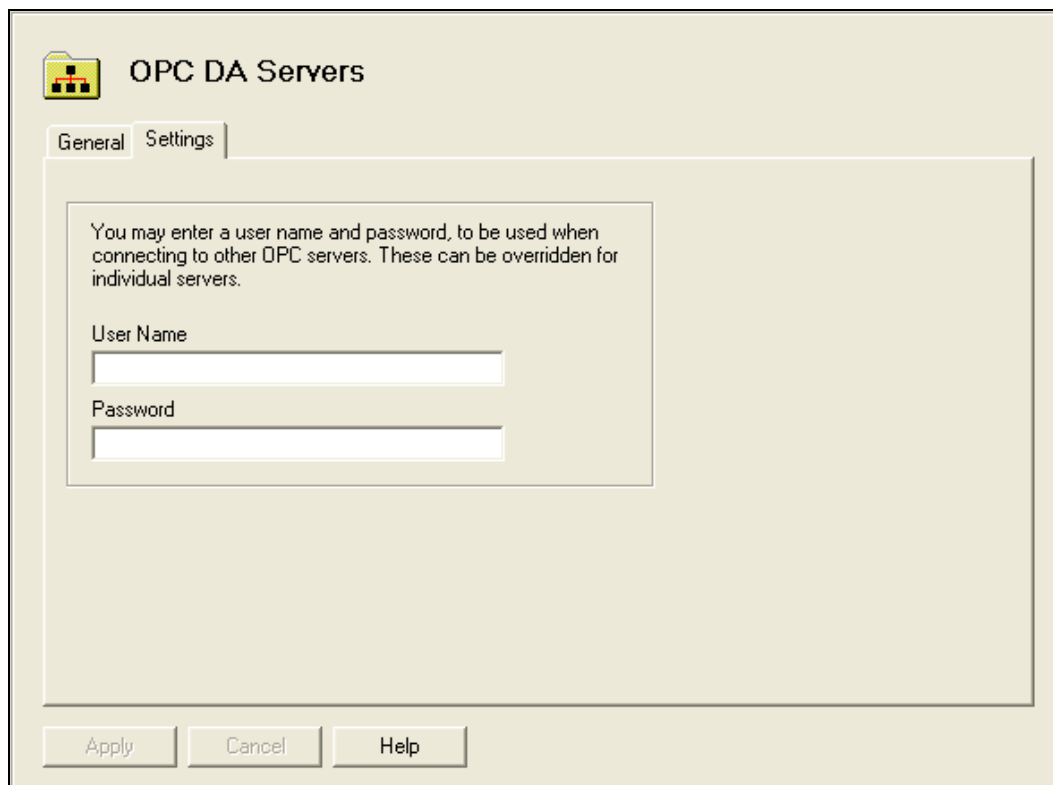 OPC DA Servers
General
Settings
You may enter a user name and password, to be used when
connecting to other OPC servers. These can be overridden for
individual servers.
User Name
Password
Apply
Cancel
Help